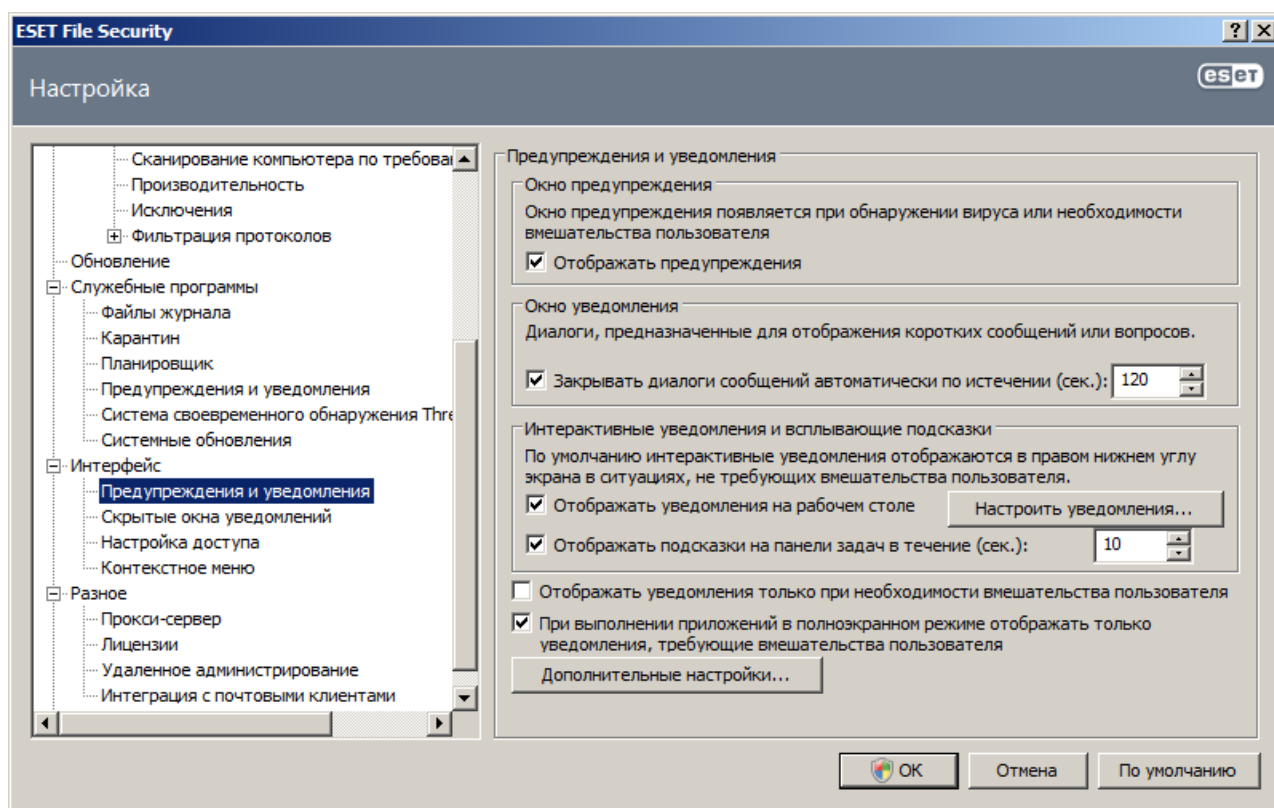 ESET File Security
Настройка
eset
Сканирование компьютера по требова
Производительность
Исключения
Фильтрация протоколов
Обновление
Служебные программы
Файлы журнала
Карантин
Планировщик
Предупреждения и уведомления
Система своевременного обнаружения Thre
Системные обновления
Интерфейс
Предупреждения и уведомления
Скрытые окна уведомлений
Настройка доступа
Контекстное меню
Разное
Прокси-сервер
Лицензии
Удаленное администрирование
Интеграция с почтовыми клиентами
Предупреждения и уведомления
Окно предупреждения
Окно предупреждения появляется при обнаружении вируса или необходимости
вмешательства пользователя
Отображать предупреждения
Окно уведомления
Диалоги, предназначенные для отображения коротких сообщений или вопросов.
Закрывать диалоги сообщений автоматически по истечении (сек.): 120
Интерактивные уведомления и всплывающие подсказки
По умолчанию интерактивные уведомления отображаются в правом нижнем углу
экрана в ситуациях, не требующих вмешательства пользователя.
Отображать уведомления на рабочем столе Настроить уведомления...
Отображать подсказки на панели задач в течение (сек.): 10
Отображать уведомления только при необходимости вмешательства пользователя
При выполнении приложений в полноэкранном режиме отображать только
уведомления, требующие вмешательства пользователя
Дополнительные настройки...
OK Отмена По умолчанию